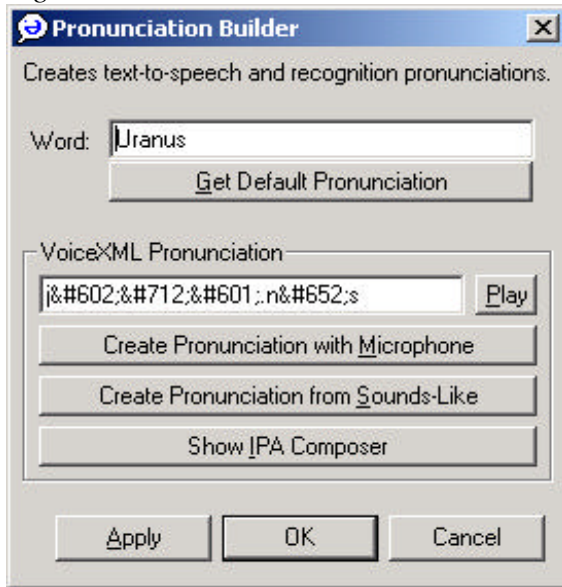 Pronunciation Builder
Creates text-to-speech and recognition pronunciations.
Word: Uranus
Get Default Pronunciation
VoiceXML Pronunciation
j&#602;&#712;&#601;.n&#652;s Play
Create Pronunciation with Microphone
Create Pronunciation from Sounds-Like
Show IPA Composer
Apply OK Cancel